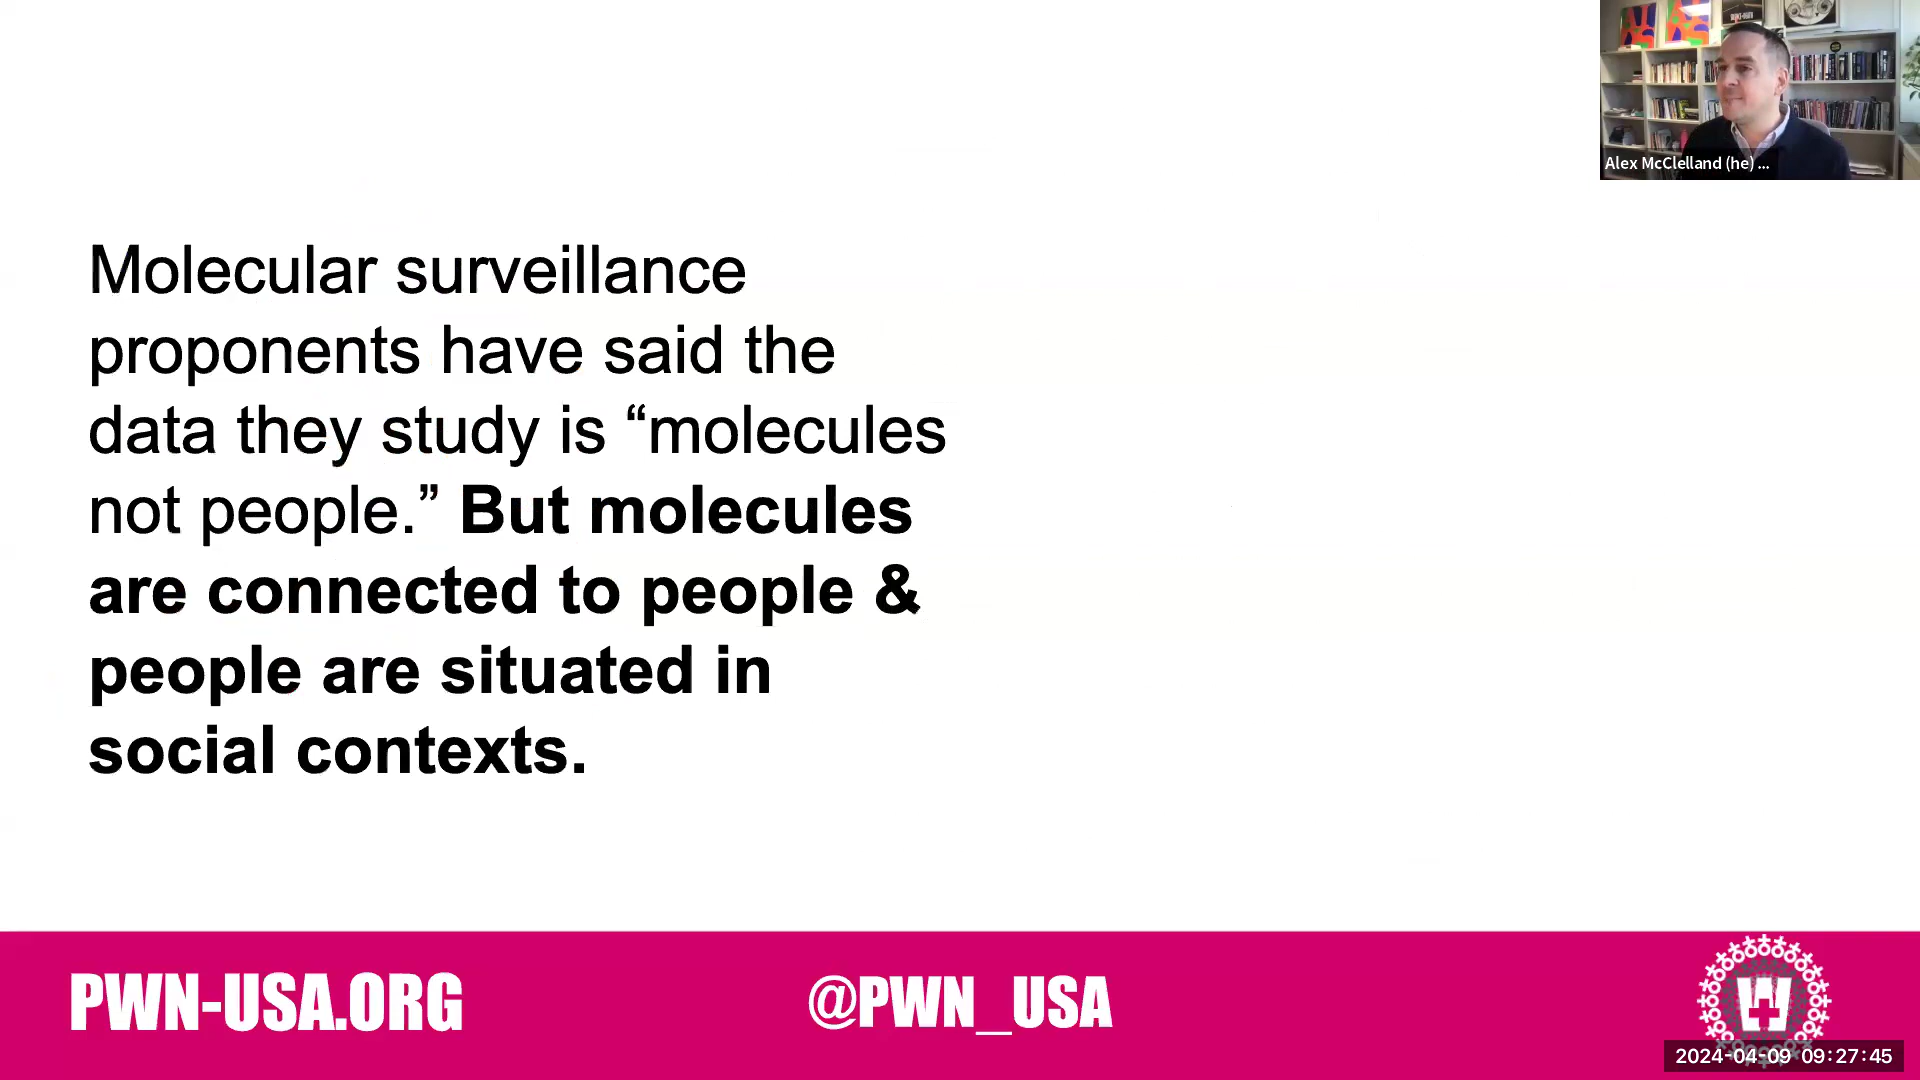 Alex McClelland (he) ...
Molecular surveillance
proponents have said the
data they study is “molecules
not people.” But molecules
are connected to people &
people are situated in
social contexts.
PWN-USA.ORG
@PWN_USA
2024-04-09 09:27:45